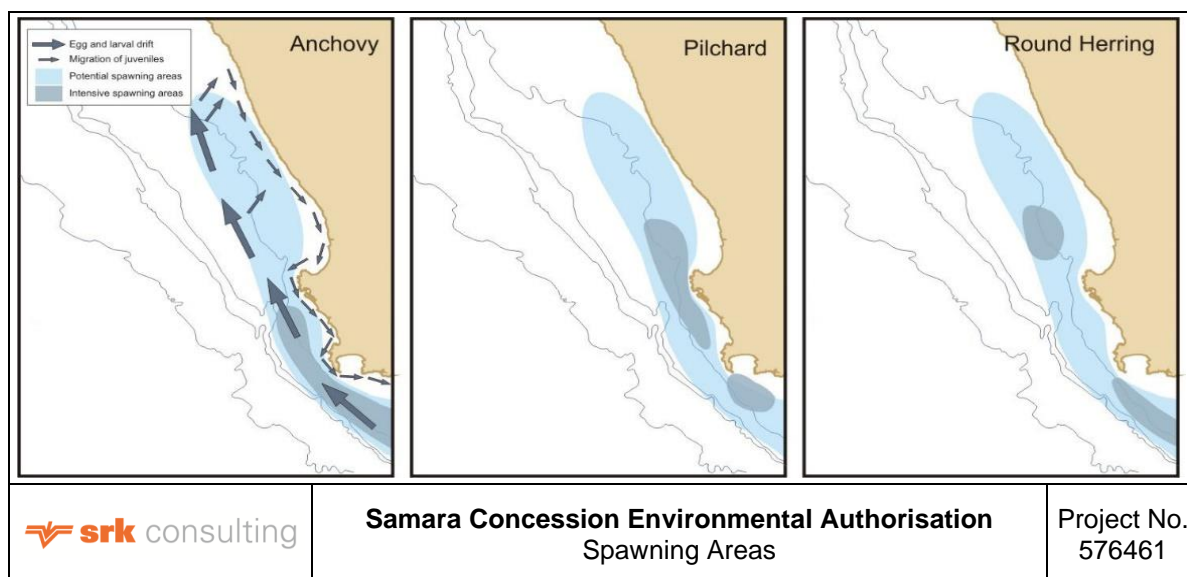 Anchovy
Egg and larval drift
Migration of juveniles
Potential spawning areas
Intensive spawning areas
Pilchard
Round Herring
srk consulting
Samara Concession Environmental Authorisation
Spawning Areas
Project No.
576461